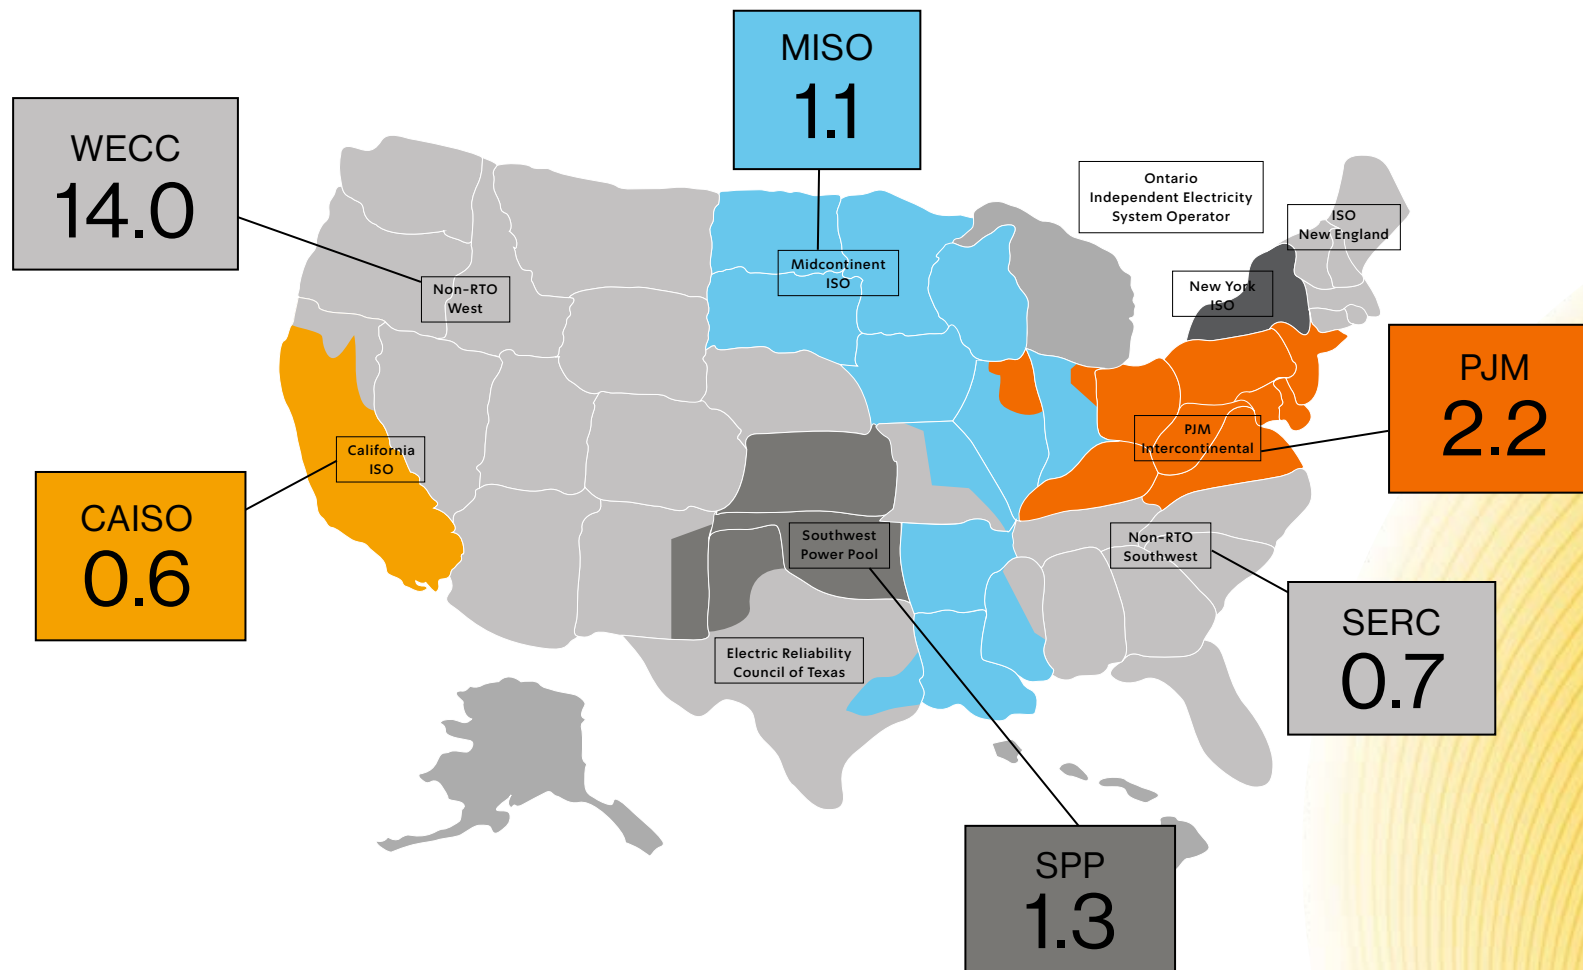 MISO
1.1
WECC
14.0
Ontario
Independent Electricity
System Operator
ISO
New England
Midcontinent
ISO
Non-RTO
West
New York
ISO
PJM
2.2
PJM
Intercontinental
California
ISO
CAISO
0.6
Southwest
Power Pool
Non-RTO
Southwest
SERC
0.7
Electric Reliability
Council of Texas
SPP
1.3